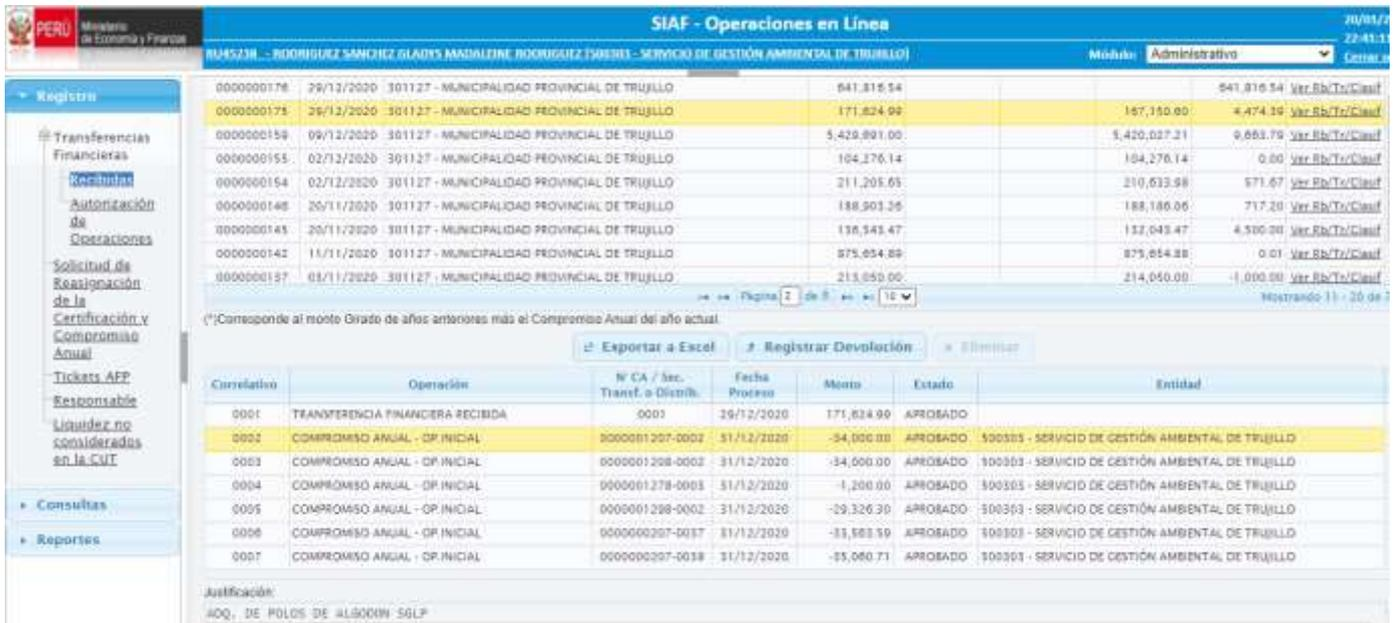 PERÚ Ministerio de Economía y Finanzas
SIAF - Operaciones en Línea
RODRIGUEZ SANCHEZ GLADYS MADALEINE RODRIGUEZ [500303 - SERVICIO DE GESTIÓN AMBIENTAL DE TRUJILLO]
Módulo: Administrativo
Registro
Transferencias Financieras
Recibidas
Autorización de Operaciones
Solicitud de Reasignación de la Certificación y Compromiso Anual
Tickets AFP
Responsable
Liquidez no considerados en la CUT
Consultas
Reportes
0000000176 29/12/2020 301127 - MUNICIPALIDAD PROVINCIAL DE TRUJILLO 641,816.54 641,816.54 Ver Rb/Tr/Clasif
0000000175 29/12/2020 301127 - MUNICIPALIDAD PROVINCIAL DE TRUJILLO 171,624.99 167,150.60 4,474.39 Ver Rb/Tr/Clasif
0000000159 09/12/2020 301127 - MUNICIPALIDAD PROVINCIAL DE TRUJILLO 5,429,691.00 5,420,027.21 9,663.79 Ver Rb/Tr/Clasif
0000000155 02/12/2020 301127 - MUNICIPALIDAD PROVINCIAL DE TRUJILLO 104,276.14 104,276.14 0.00 Ver Rb/Tr/Clasif
0000000154 02/12/2020 301127 - MUNICIPALIDAD PROVINCIAL DE TRUJILLO 211,205.65 210,633.98 571.67 Ver Rb/Tr/Clasif
0000000146 20/11/2020 301127 - MUNICIPALIDAD PROVINCIAL DE TRUJILLO 188,903.26 188,186.06 717.20 Ver Rb/Tr/Clasif
0000000145 20/11/2020 301127 - MUNICIPALIDAD PROVINCIAL DE TRUJILLO 136,543.47 132,043.47 4,500.00 Ver Rb/Tr/Clasif
0000000142 11/11/2020 301127 - MUNICIPALIDAD PROVINCIAL DE TRUJILLO 875,654.89 875,654.88 0.01 Ver Rb/Tr/Clasif
0000000137 03/11/2020 301127 - MUNICIPALIDAD PROVINCIAL DE TRUJILLO 213,050.00 214,050.00 -1,000.00 Ver Rb/Tr/Clasif
Página 2 de 8 10 Mostrando 11 - 20 de
(*)Corresponde al monto Girado de años anteriores más el Compromiso Anual del año actual.
Exportar a Excel Registrar Devolución Eliminar
Correlativo Operación N° CA / Sec. Transf. o Distrib. Fecha Proceso Monto Estado Entidad
0001 TRANSFERENCIA FINANCIERA RECIBIDA 0001 29/12/2020 171,624.99 APROBADO
0002 COMPROMISO ANUAL - OP. INICIAL 0000001207-0002 31/12/2020 -34,000.00 APROBADO 500303 - SERVICIO DE GESTIÓN AMBIENTAL DE TRUJILLO
0003 COMPROMISO ANUAL - OP. INICIAL 0000001208-0002 31/12/2020 APROBADO 500303 - SERVICIO DE GESTIÓN AMBIENTAL DE TRUJILLO
0004 COMPROMISO ANUAL - OP. INICIAL 0000001278-0003 31/12/2020 -1,200.00 APROBADO 500303 - SERVICIO DE GESTIÓN AMBIENTAL DE TRUJILLO
0005 COMPROMISO ANUAL - OP. INICIAL 0000001298-0002 31/12/2020 -29,326.30 APROBADO 500303 - SERVICIO DE GESTIÓN AMBIENTAL DE TRUJILLO
0006 COMPROMISO ANUAL - OP. INICIAL 0000000207-0037 31/12/2020 APROBADO 500303 - SERVICIO DE GESTIÓN AMBIENTAL DE TRUJILLO
0007 COMPROMISO ANUAL - OP. INICIAL 0000000207-0038 31/12/2020 -35,060.71 APROBADO 500303 - SERVICIO DE GESTIÓN AMBIENTAL DE TRUJILLO
Justificación:
ADQ. DE POLOS DE ALGODON SGLP